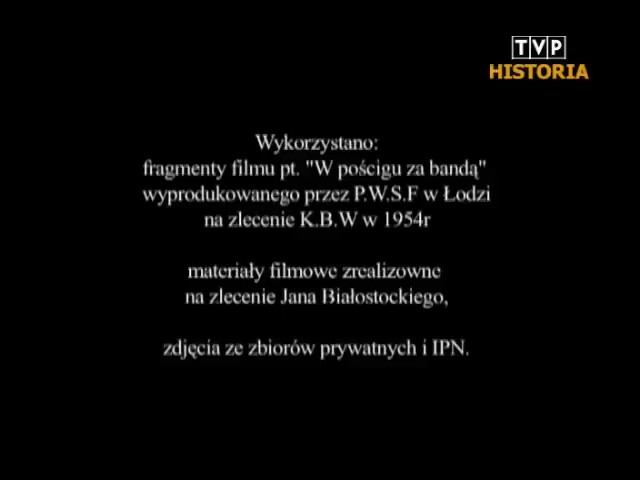 TVP
HISTORIA
Wykorzystano:
fragmenty filmu pt. "W pościgu za bandą"
wyprodukowanego przez P.W.S.F w Łodzi
na zlecenie K.B.W w 1954r
materiały filmowe zrealizowne
na zlecenie Jana Białostockiego,
zdjęcia ze zbiorów prywatnych i IPN.